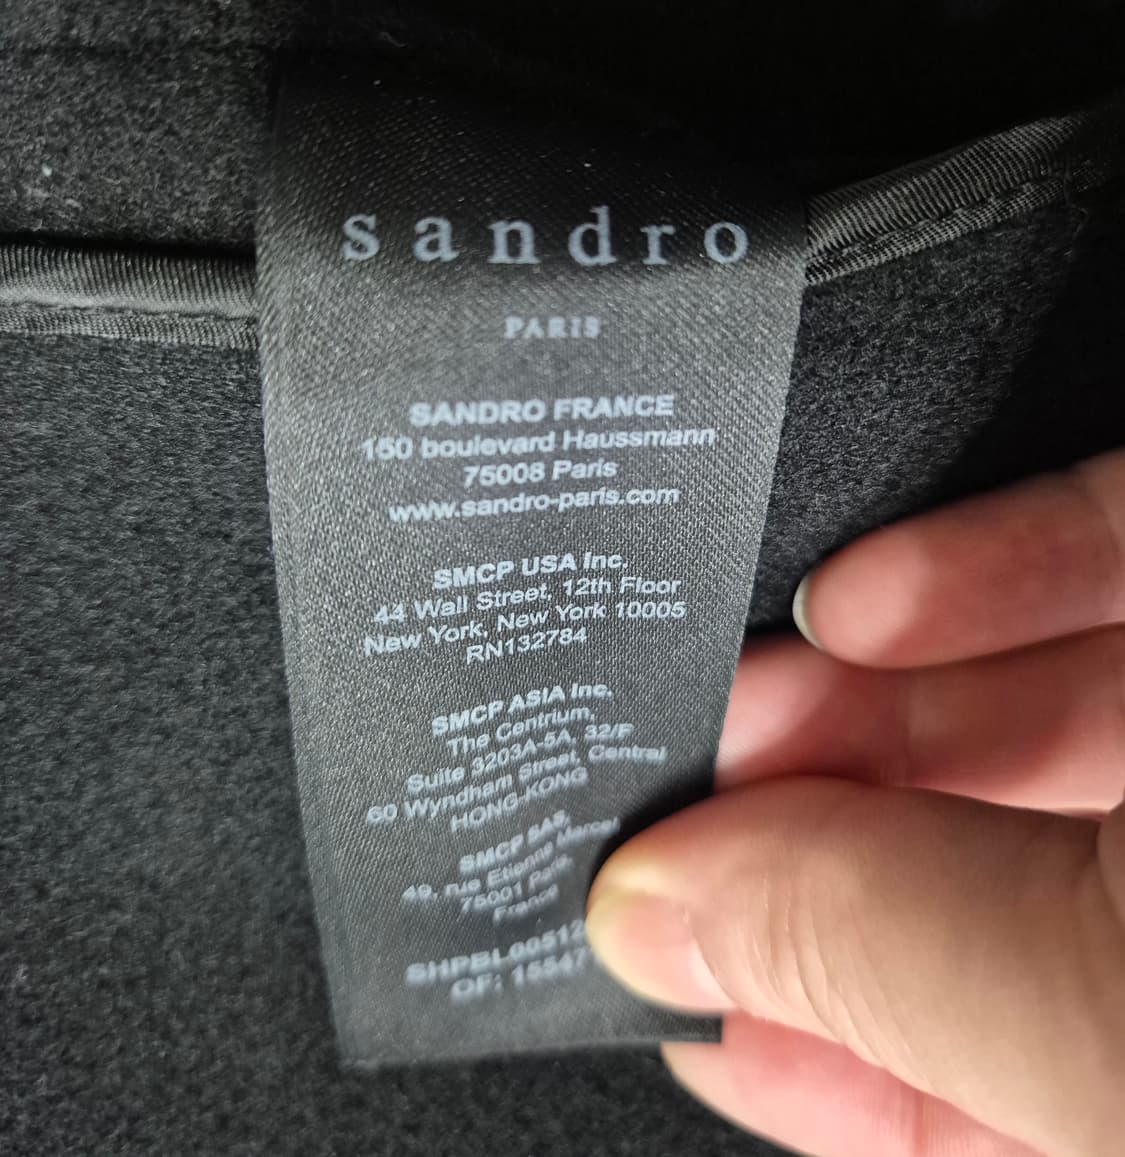 sandro
PARIS
SANDRO FRANCE
150 boulevard Haussmann
75008 Paris
www.sandro-paris.com
SMCP USA Inc.
44 Wall Street, 12th Floor
New York, New York 10005
RN132784
SMCP ASIA Inc.
The Centrium,
Suite 3203A-5A, 32/F
60 Wyndham Street, Central
HONG-KONG
SMCP SAS,
49, rue Etienne Marcel
75001 Paris,
France
OF: